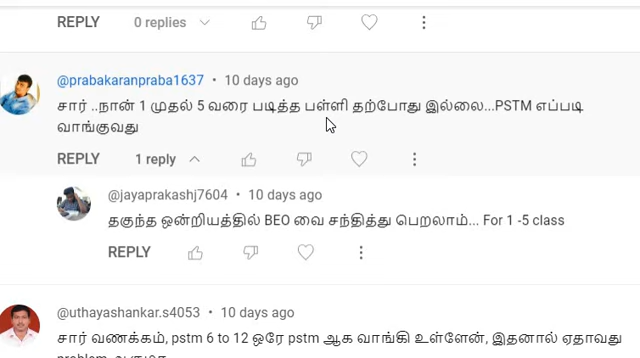 REPLY 0 replies
@prabakaranpraba1637 • 10 days ago
சார் ..நான் 1 முதல் 5 வரை படித்த பள்ளி தற்போது இல்லை...PSTM எப்படி
வாங்குவது
REPLY 1 reply
@jayaprakashj7604 • 10 days ago
தகுந்த ஒன்றியத்தில் BEO வை சந்தித்து பெறலாம்... For 1 -5 class
REPLY
@uthayashankar.s4053 • 10 days ago
சார் வணக்கம், pstm 6 to 12 ஒரே pstm ஆக வாங்கி உள்ளேன், இதனால் ஏதாவது